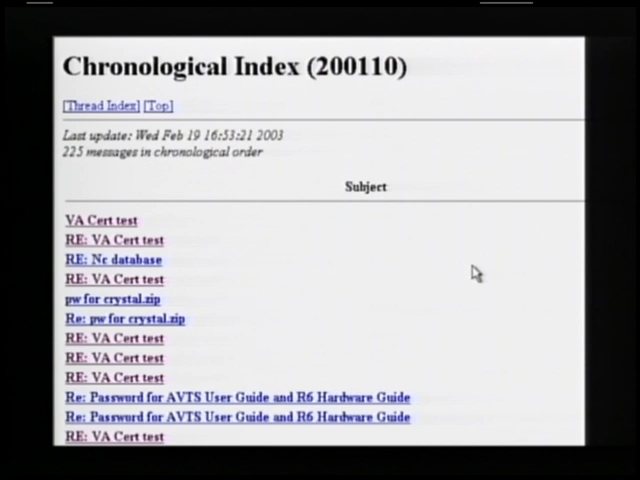 Chronological Index (200110)
[Thread Index] [Top]
Last update: Wed Feb 19 16:53:21 2003
225 messages in chronological order
Subject
VA Cert test
RE: VA Cert test
RE: Nc database
RE: VA Cert test
pw for crystal.zip
Re: pw for crystal.zip
RE: VA Cert test
RE: VA Cert test
RE: VA Cert test
Re: Password for AVTS User Guide and R6 Hardware Guide
Re: Password for AVTS User Guide and R6 Hardware Guide
RE: VA Cert test